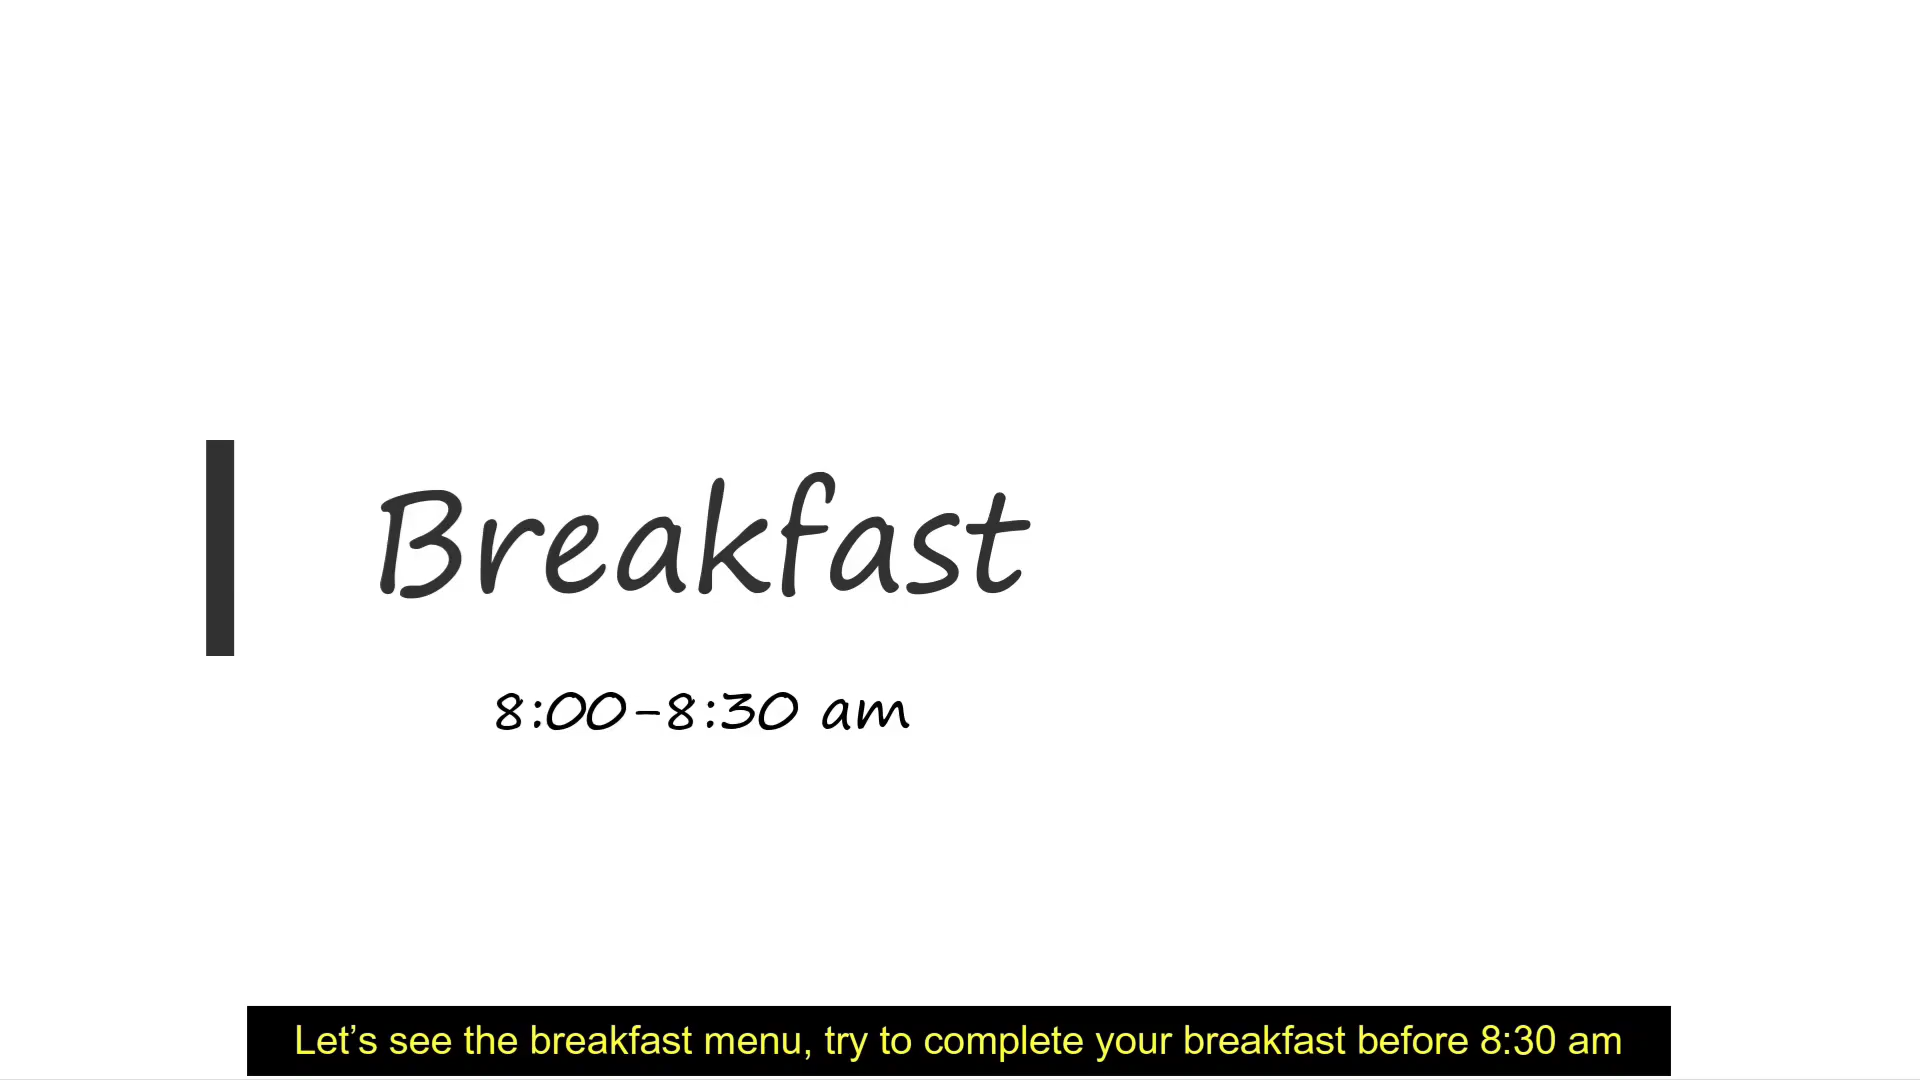 Breakfast
8:00-8:30 am
Let’s see the breakfast menu, try to complete your breakfast before 8:30 am